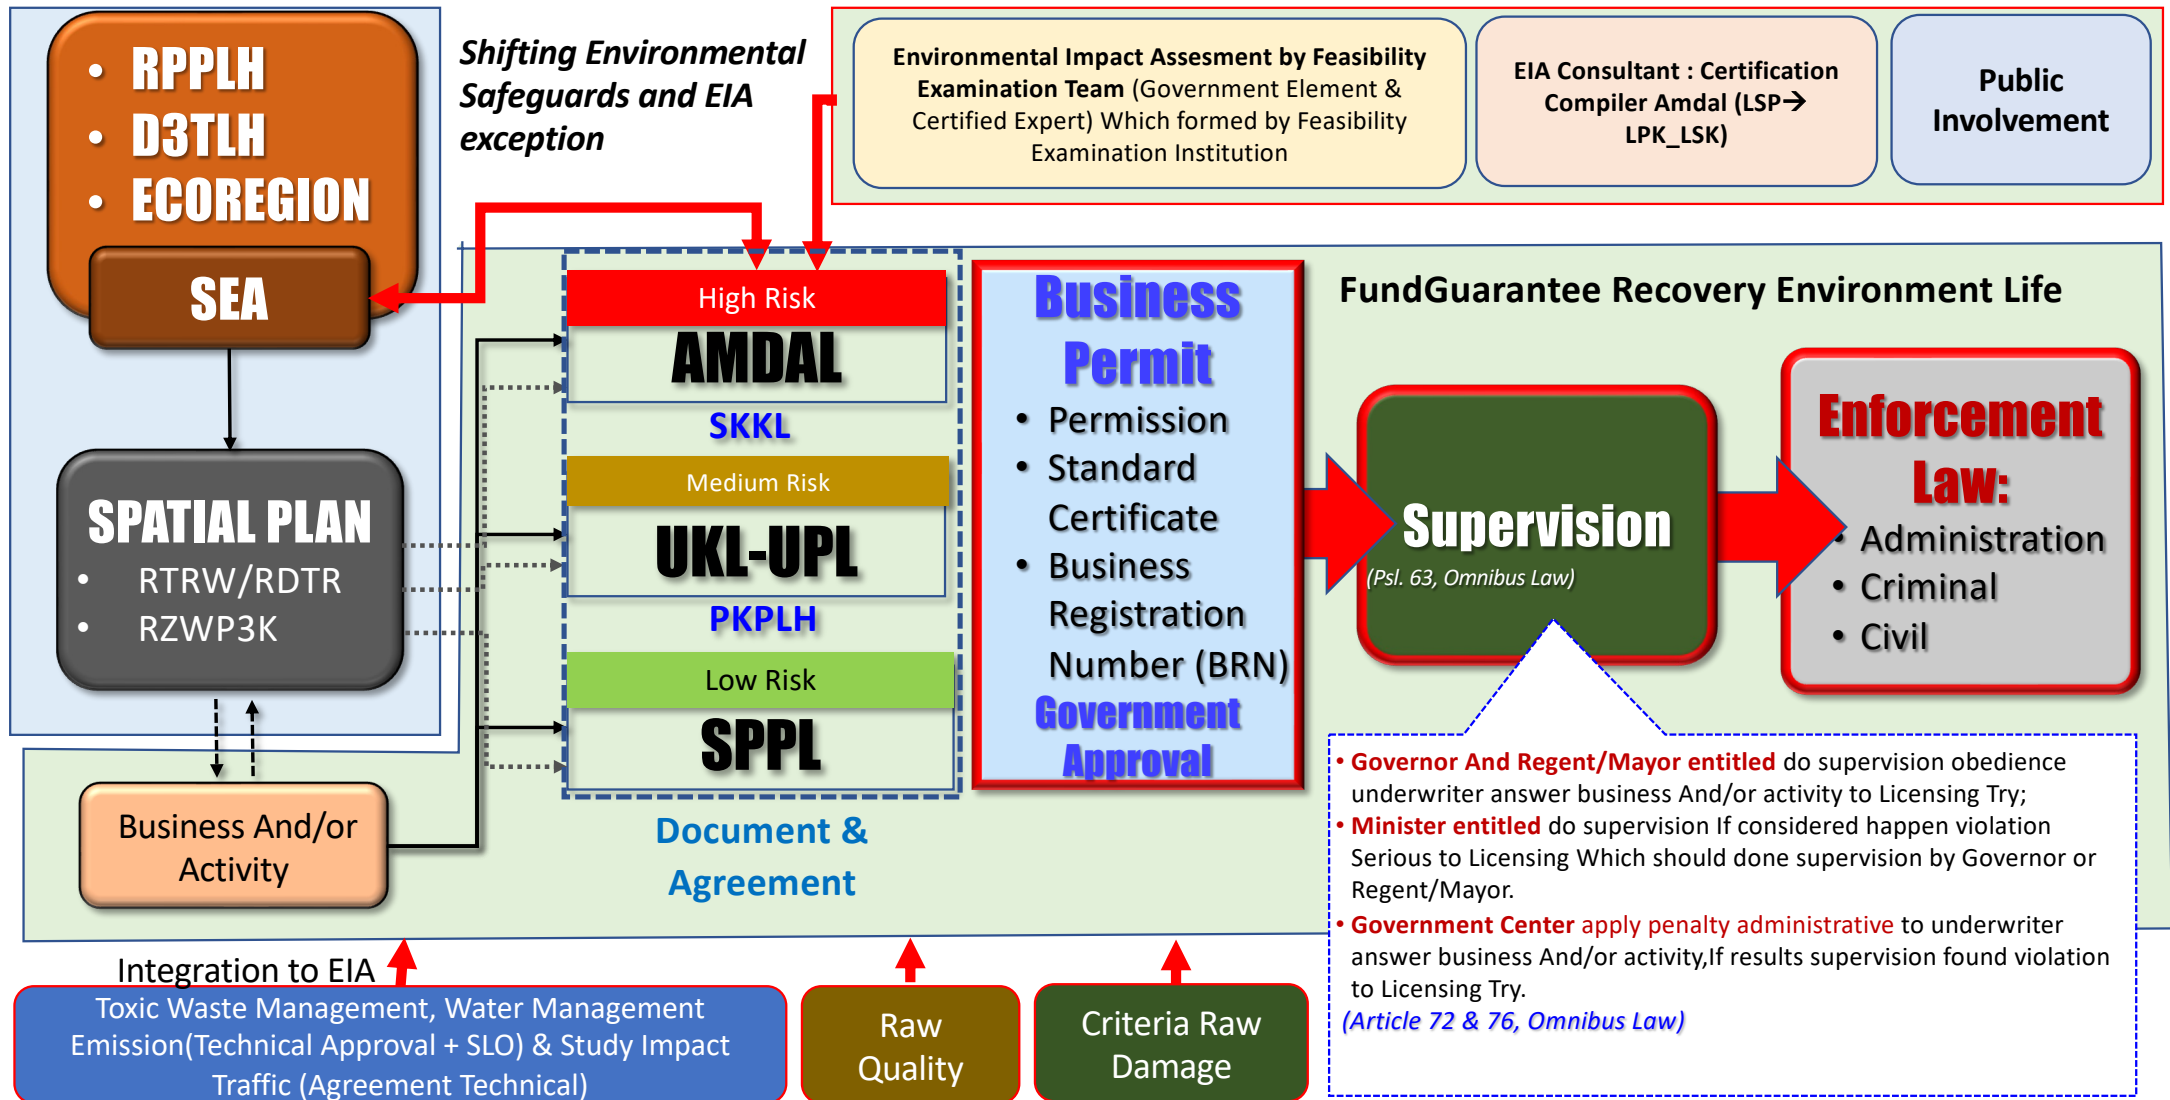 • RPPLH
• D3TLH
• ECOREGION
SEA
SPATIAL PLAN
• RTRW/RDTR
• RZWP3K
Business And/or
Activity
Shifting Environmental
Safeguards and EIA
exception
Environmental Impact Assesment by Feasibility
Examination Team (Government Element &
Certified Expert) Which formed by Feasibility
Examination Institution
EIA Consultant : Certification
Compiler Amdal (LSP→
LPK_LSK)
Public
Involvement
High Risk
AMDAL
SKKL
Medium Risk
UKL-UPL
PKPLH
Low Risk
SPPL
Document &
Agreement
Business
Permit
• Permission
• Standard
Certificate
• Business
Registration
Number (BRN)
Government
Approval
FundGuarantee Recovery Environment Life
Supervision
(Psl. 63, Omnibus Law)
Enforcement
Law:
• Administration
• Criminal
• Civil
• Governor And Regent/Mayor entitled do supervision obedience
underwriter answer business And/or activity to Licensing Try;
• Minister entitled do supervision If considered happen violation
Serious to Licensing Which should done supervision by Governor or
Regent/Mayor.
• Government Center apply penalty administrative to underwriter
answer business And/or activity,If results supervision found violation
to Licensing Try.
(Article 72 & 76, Omnibus Law)
Integration to EIA
Toxic Waste Management, Water Management
Emission(Technical Approval + SLO) & Study Impact
Traffic (Agreement Technical)
Raw
Quality
Criteria Raw
Damage